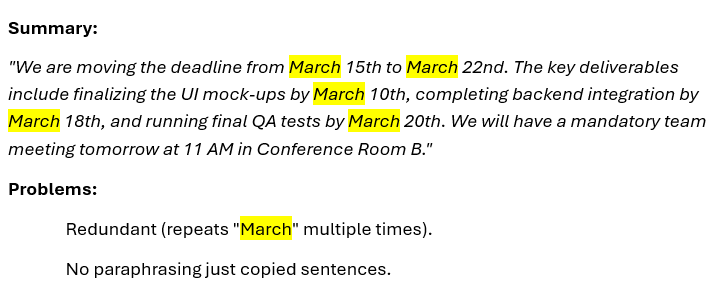 Summary:
"We are moving the deadline from March 15th to March 22nd. The key deliverables
include finalizing the UI mock-ups by March 10th, completing backend integration by
March 18th, and running final QA tests by March 20th. We will have a mandatory team
meeting tomorrow at 11 AM in Conference Room B."
Problems:
Redundant (repeats "March" multiple times).
No paraphrasing just copied sentences.